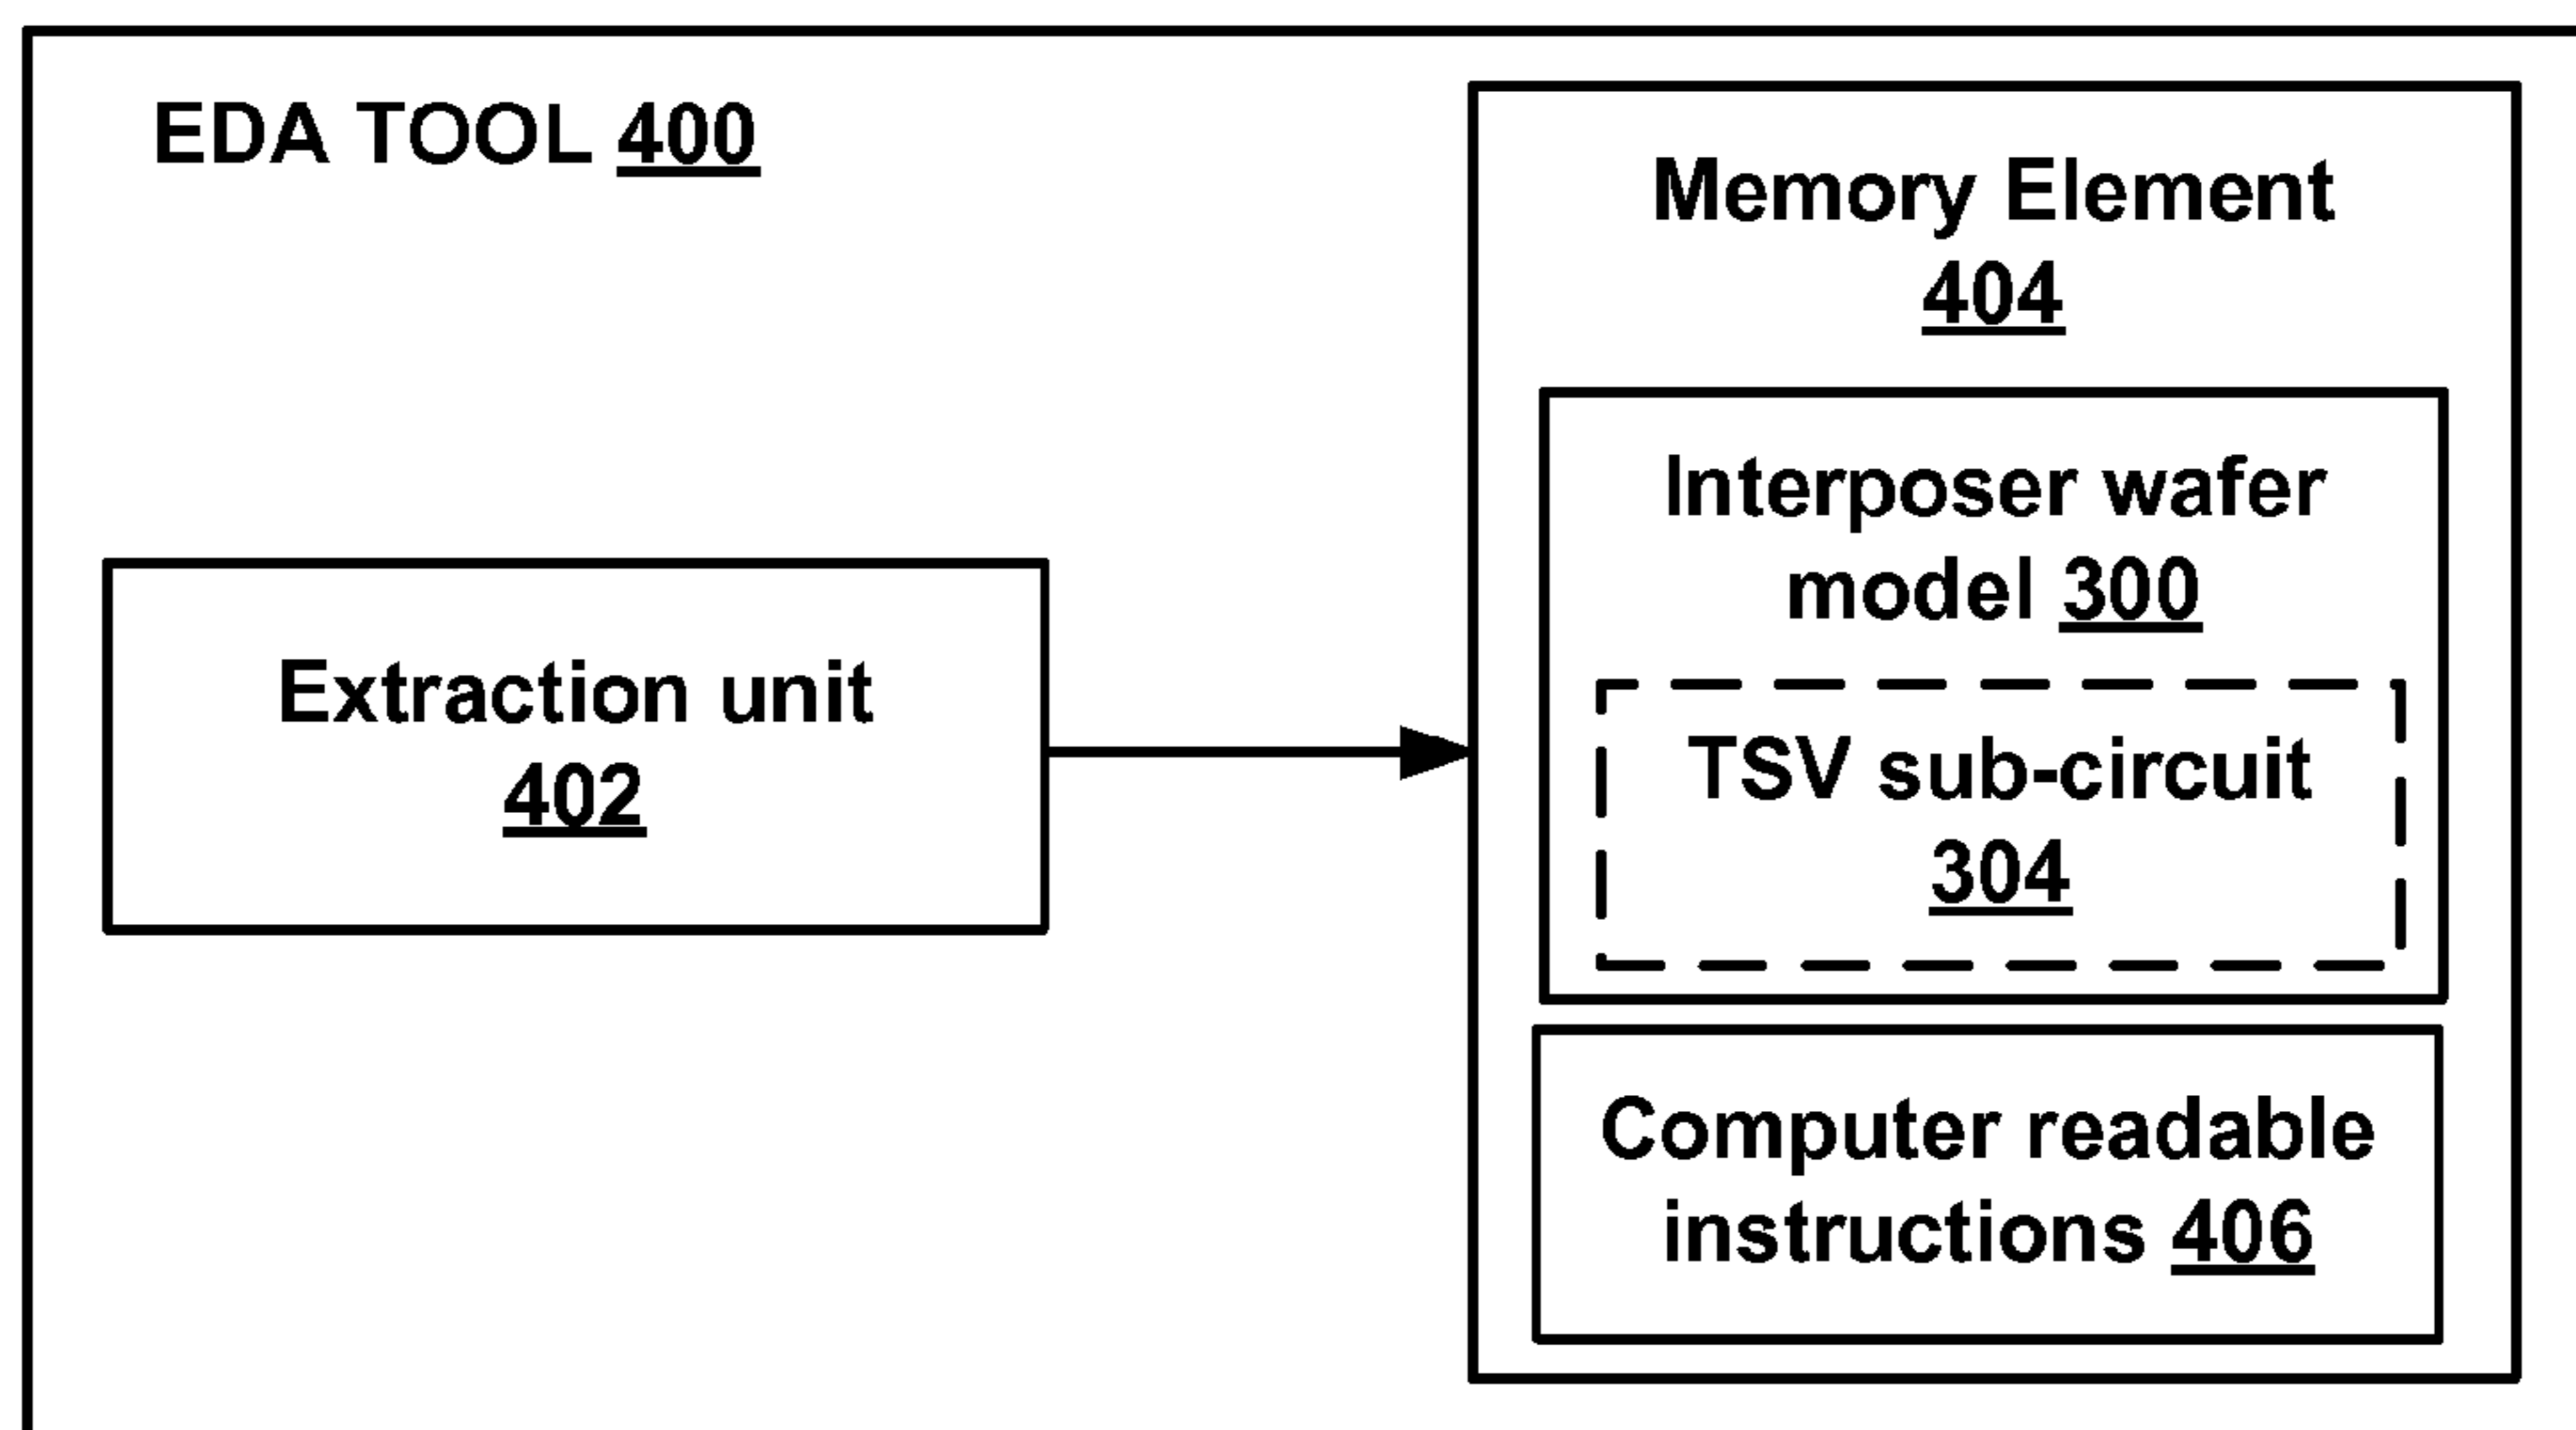 EDA TOOL 400
Memory Element
404
Interposer wafer
model 300
TSV sub-circuit
304
Extraction unit
402
Computer readable
instructions 406